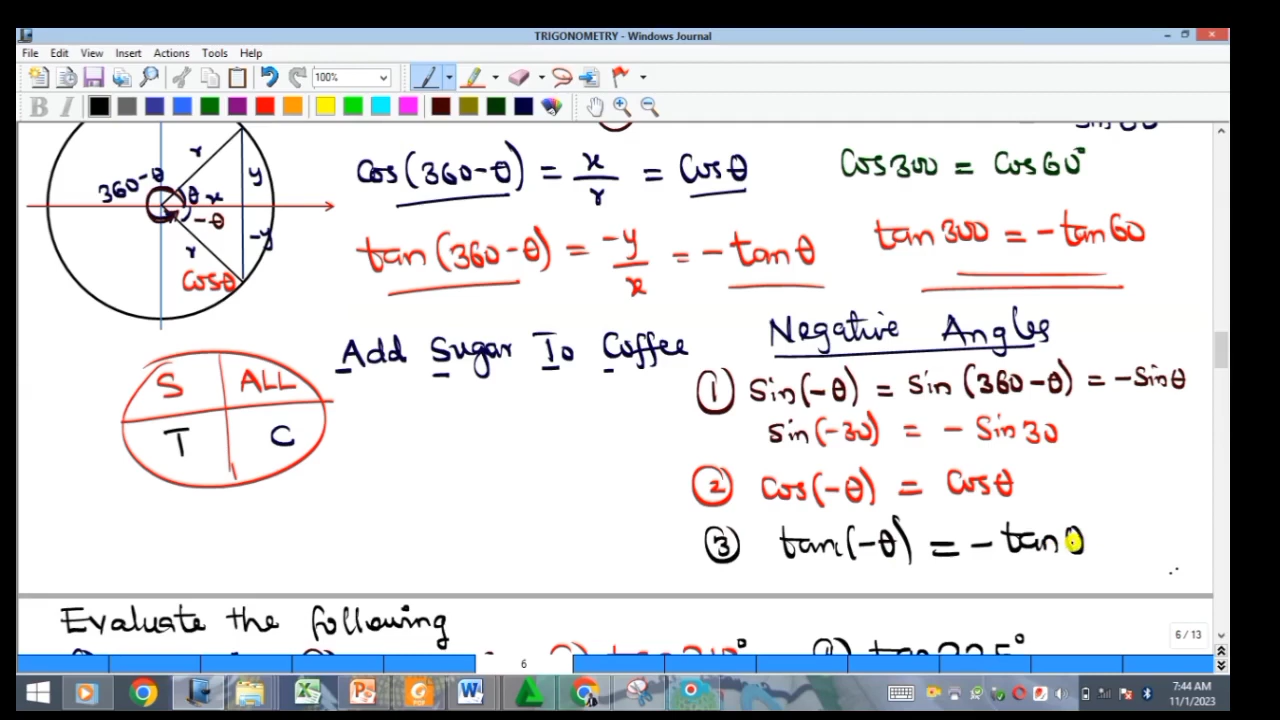 TRIGONOMETRY - Windows Journal
File Edit View Insert Actions Tools Help
100%
B I
Cos(360-θ) = x/r = Cosθ
Cos300 = Cos60°
tan(360-θ) = -y/x = -tanθ
tan300 = -tan60
360-θ
r
θ x
y
-θ
r
-y
Cosθ
Add Sugar To Coffee
S ALL
T C
Negative Angles
① Sin(-θ) = Sin(360-θ) = -Sinθ
Sin(-30) = - Sin30
② Cos(-θ) = Cosθ
③ tan(-θ) = - tanθ
Evaluate the following
6 / 13
6
7:44 AM
11/1/2023